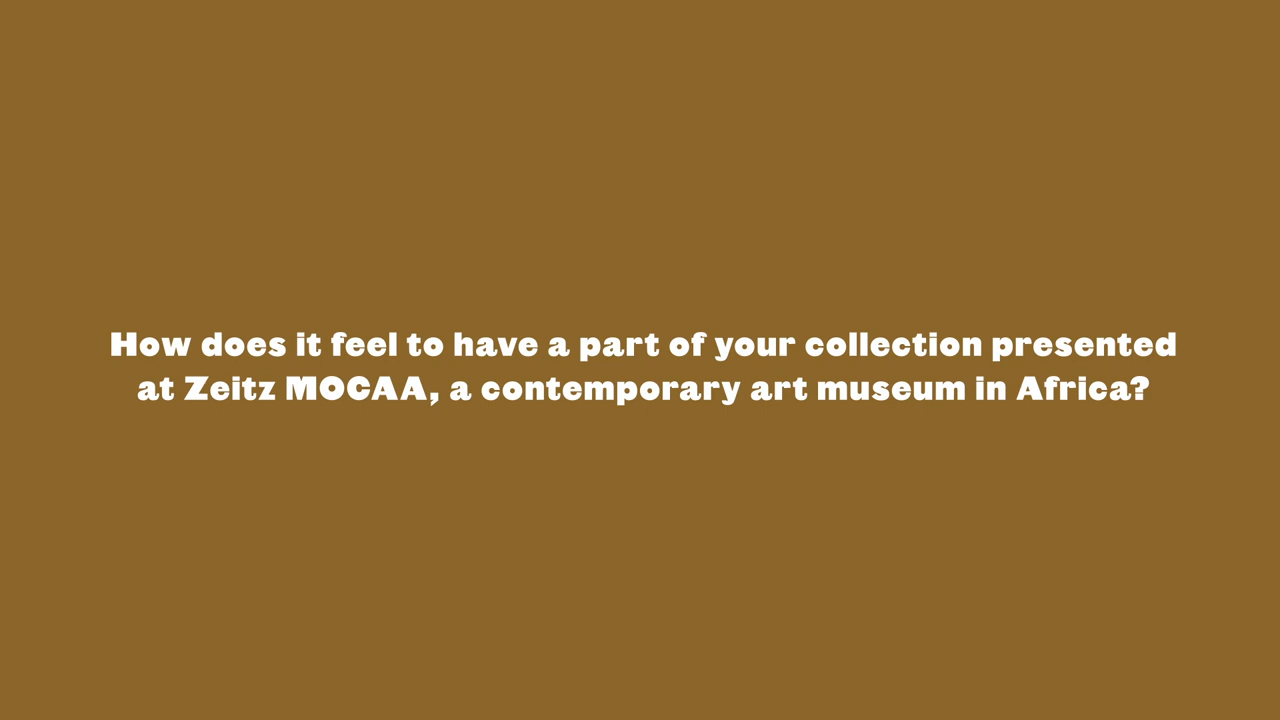 How does it feel to have a part of your collection presented
at Zeitz MOCAA, a contemporary art museum in Africa?